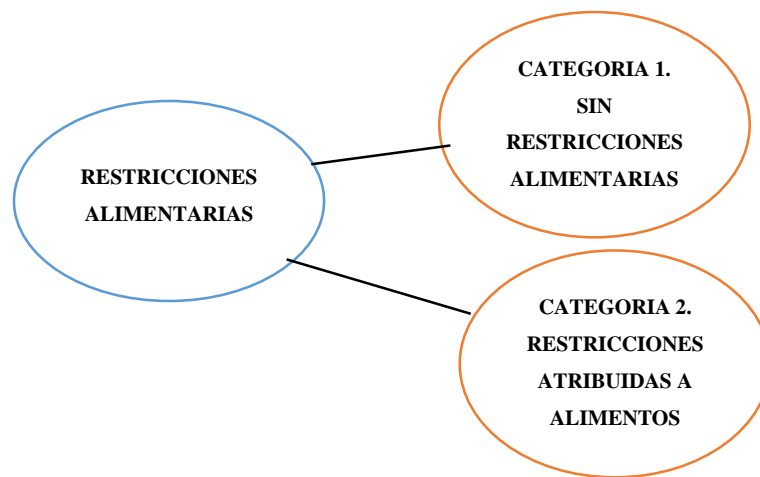 RESTRICCIONES
ALIMENTARIAS
CATEGORIA 1.
SIN
RESTRICCIONES
ALIMENTARIAS
CATEGORIA 2.
RESTRICCIONES
ATRIBUIDAS A
ALIMENTOS